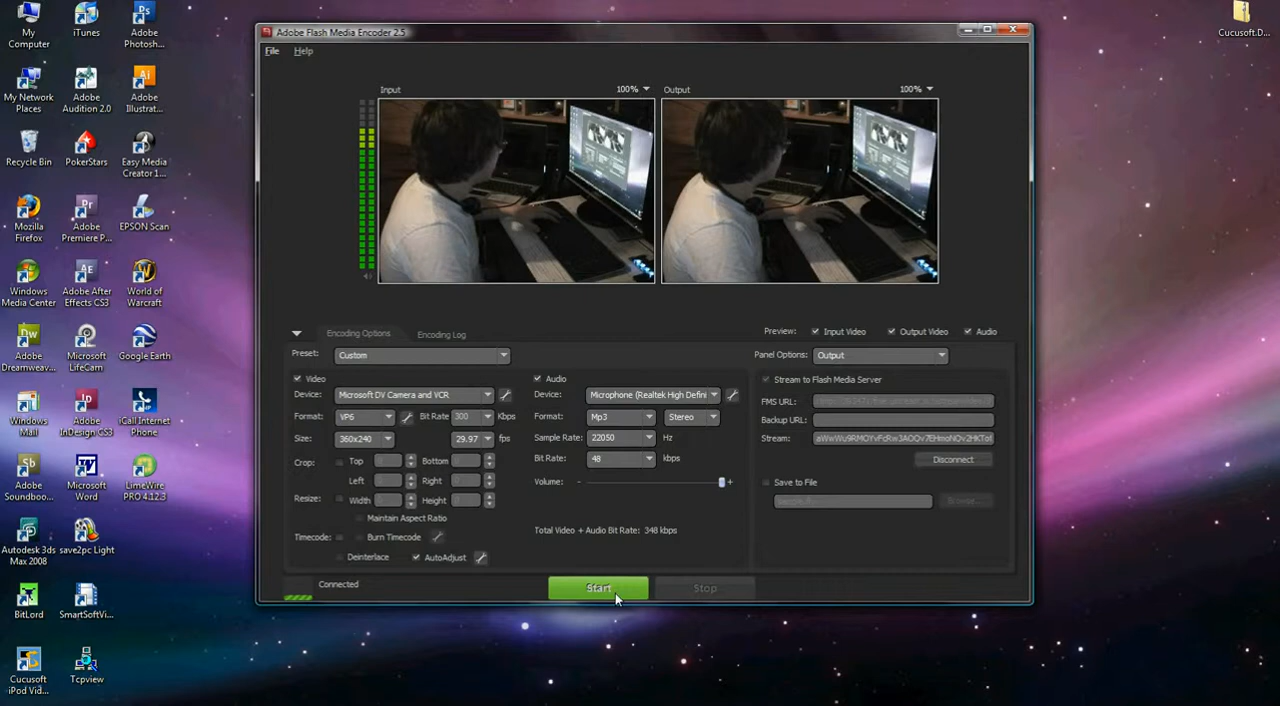 My Computer
iTunes
Adobe Photosh...
Cucusoft.D...
My Network Places
Adobe Audition 2.0
Adobe Illustrat...
Recycle Bin
PokerStars
Easy Media Creator 1...
Mozilla Firefox
Adobe Premiere P...
EPSON Scan
Windows Media Center
Adobe After Effects CS3
World of Warcraft
Adobe Dreamweav...
Microsoft LifeCam
Google Earth
Windows Mail
Adobe InDesign CS3
iCall Internet Phone
Adobe Soundboo...
Microsoft Word
LimeWire PRO 4.12.3
Autodesk 3ds Max 2008
save2pc Light
BitLord
SmartSoftVi...
Cucusoft iPod Vid...
Tcpview
Adobe Flash Media Encoder 2.5
File Help
Input 100% Output 100%
Encoding Options Encoding Log
Preview: Input Video Output Video Audio
Preset: Custom
Panel Options: Output
Video
Device: Microsoft DV Camera and VCR
Format: VP6 Bit Rate: 300 Kbps
Size: 360x240 29.97 fps
Crop: Top Bottom
Left Right
Resize: Width Height
Maintain Aspect Ratio
Timecode: Burn Timecode
Deinterlace AutoAdjust
Audio
Device: Microphone (Realtek High Defini
Format: Mp3 Stereo
Sample Rate: 22050 Hz
Bit Rate: 48 kbps
Volume: - +
Total Video + Audio Bit Rate: 348 kbps
Stream to Flash Media Server
FMS URL:
Backup URL:
Stream:
Disconnect
Save to File
Browse...
Connected
Start Stop